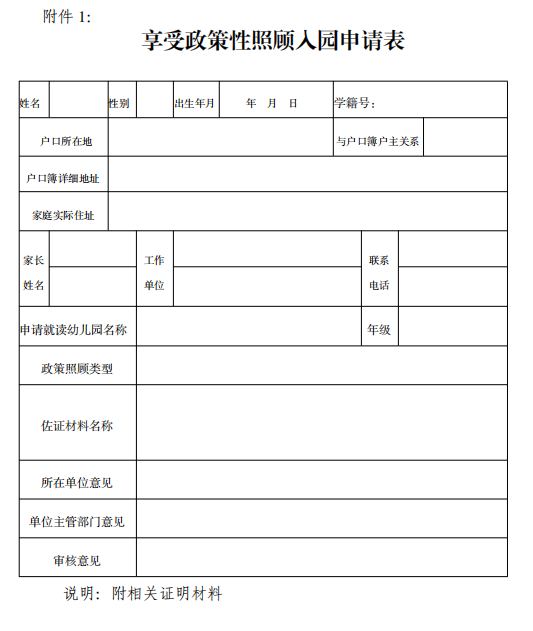 附件 1：
享受政策性照顾入园申请表
姓名 性别 出生年月 年 月 日 学籍号：
户口所在地 与户口簿户主关系
户口簿详细地址
家庭实际住址
家长 工作 联系
姓名 单位 电话
申请就读幼儿园名称 年级
政策照顾类型
佐证材料名称
所在单位意见
单位主管部门意见
审核意见
说明：附相关证明材料